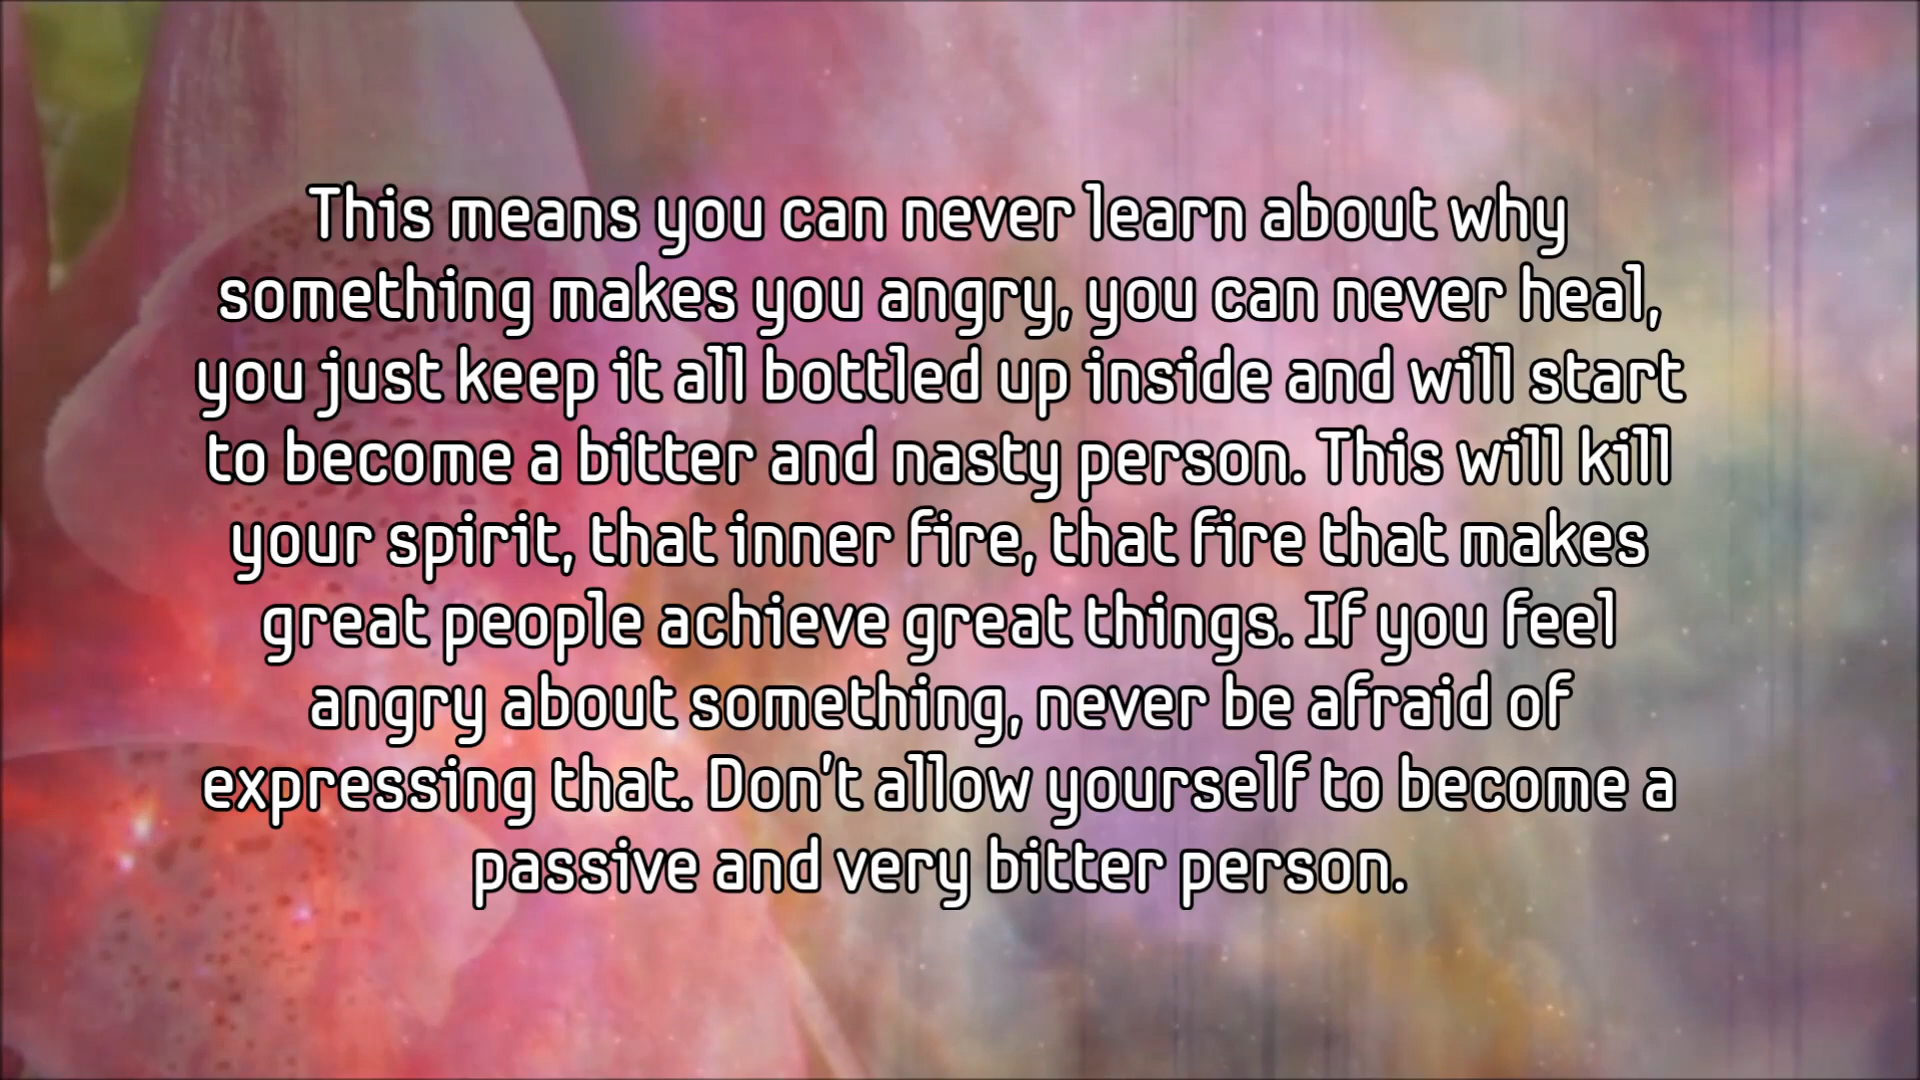 This means you can never learn about why
something makes you angry, you can never heal,
you just keep it all bottled up inside and will start
to become a bitter and nasty person. This will kill
your spirit, that inner fire, that fire that makes
great people achieve great things. If you feel
angry about something, never be afraid of
expressing that. Don't allow yourself to become a
passive and very bitter person.